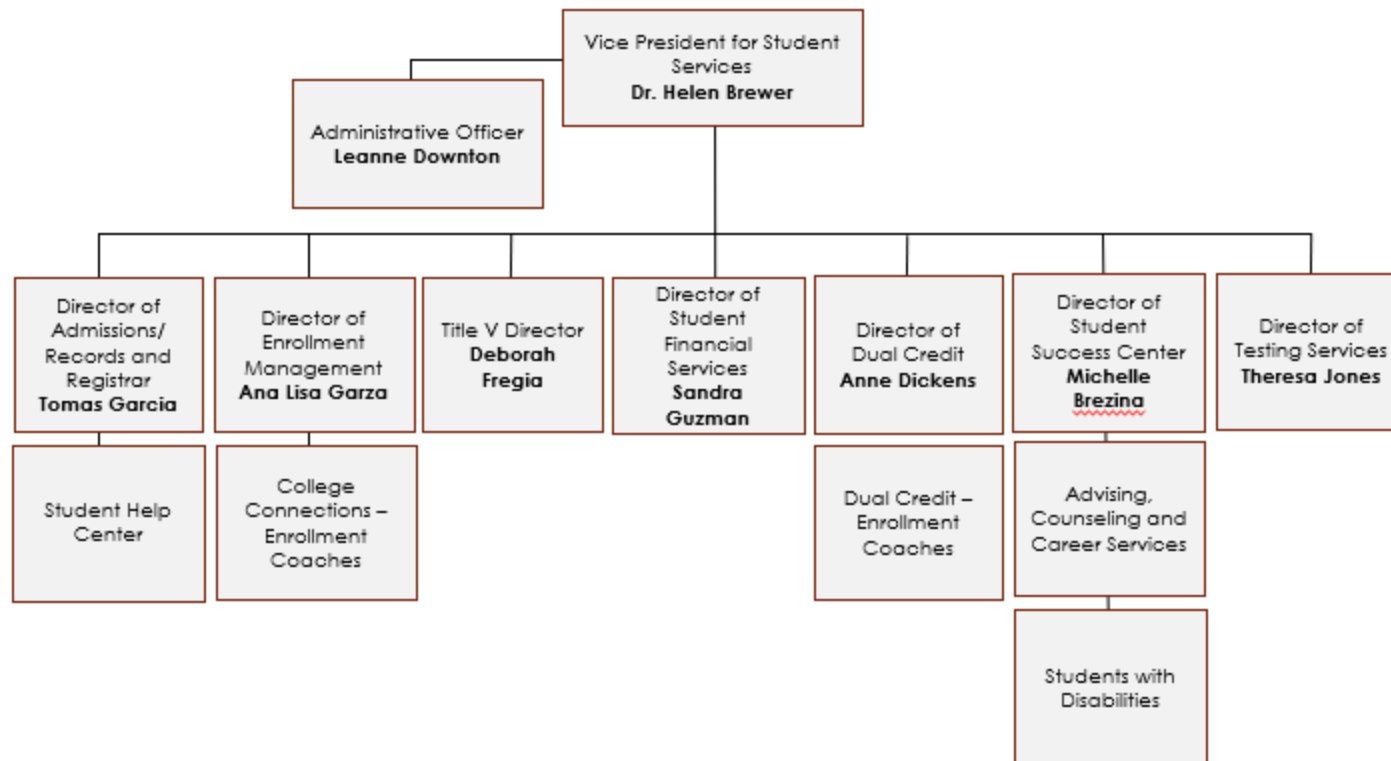 Vice President for Student
Services
Dr. Helen Brewer
Administrative Officer
Leanne Downton
Director of
Admissions/
Records and
Registrar
Tomas Garcia
Director of
Enrollment
Management
Ana Lisa Garza
Title V Director
Deborah
Fregia
Director of
Student
Financial
Services
Sandra
Guzman
Director of
Dual Credit
Anne Dickens
Director of
Student
Success Center
Michelle
Brezina
Director of
Testing Services
Theresa Jones
Student Help
Center
College
Connections –
Enrollment
Coaches
Dual Credit –
Enrollment
Coaches
Advising,
Counseling and
Career Services
Students with
Disabilities